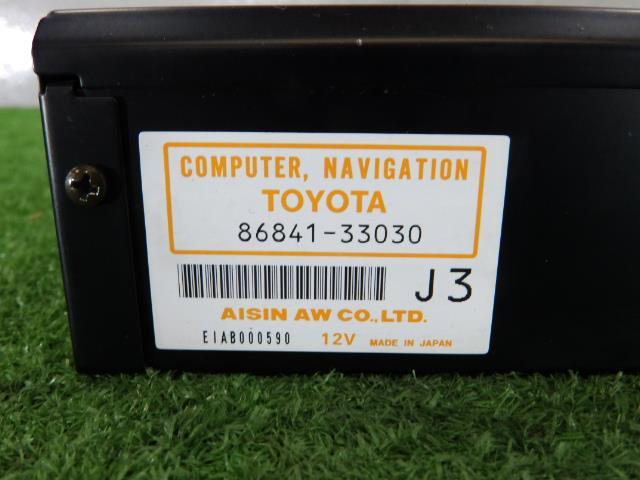 COMPUTER, NAVIGATION
TOYOTA
86841-33030
J3
AISIN AW CO.,LTD.
EIAB000590 12V MADE IN JAPAN